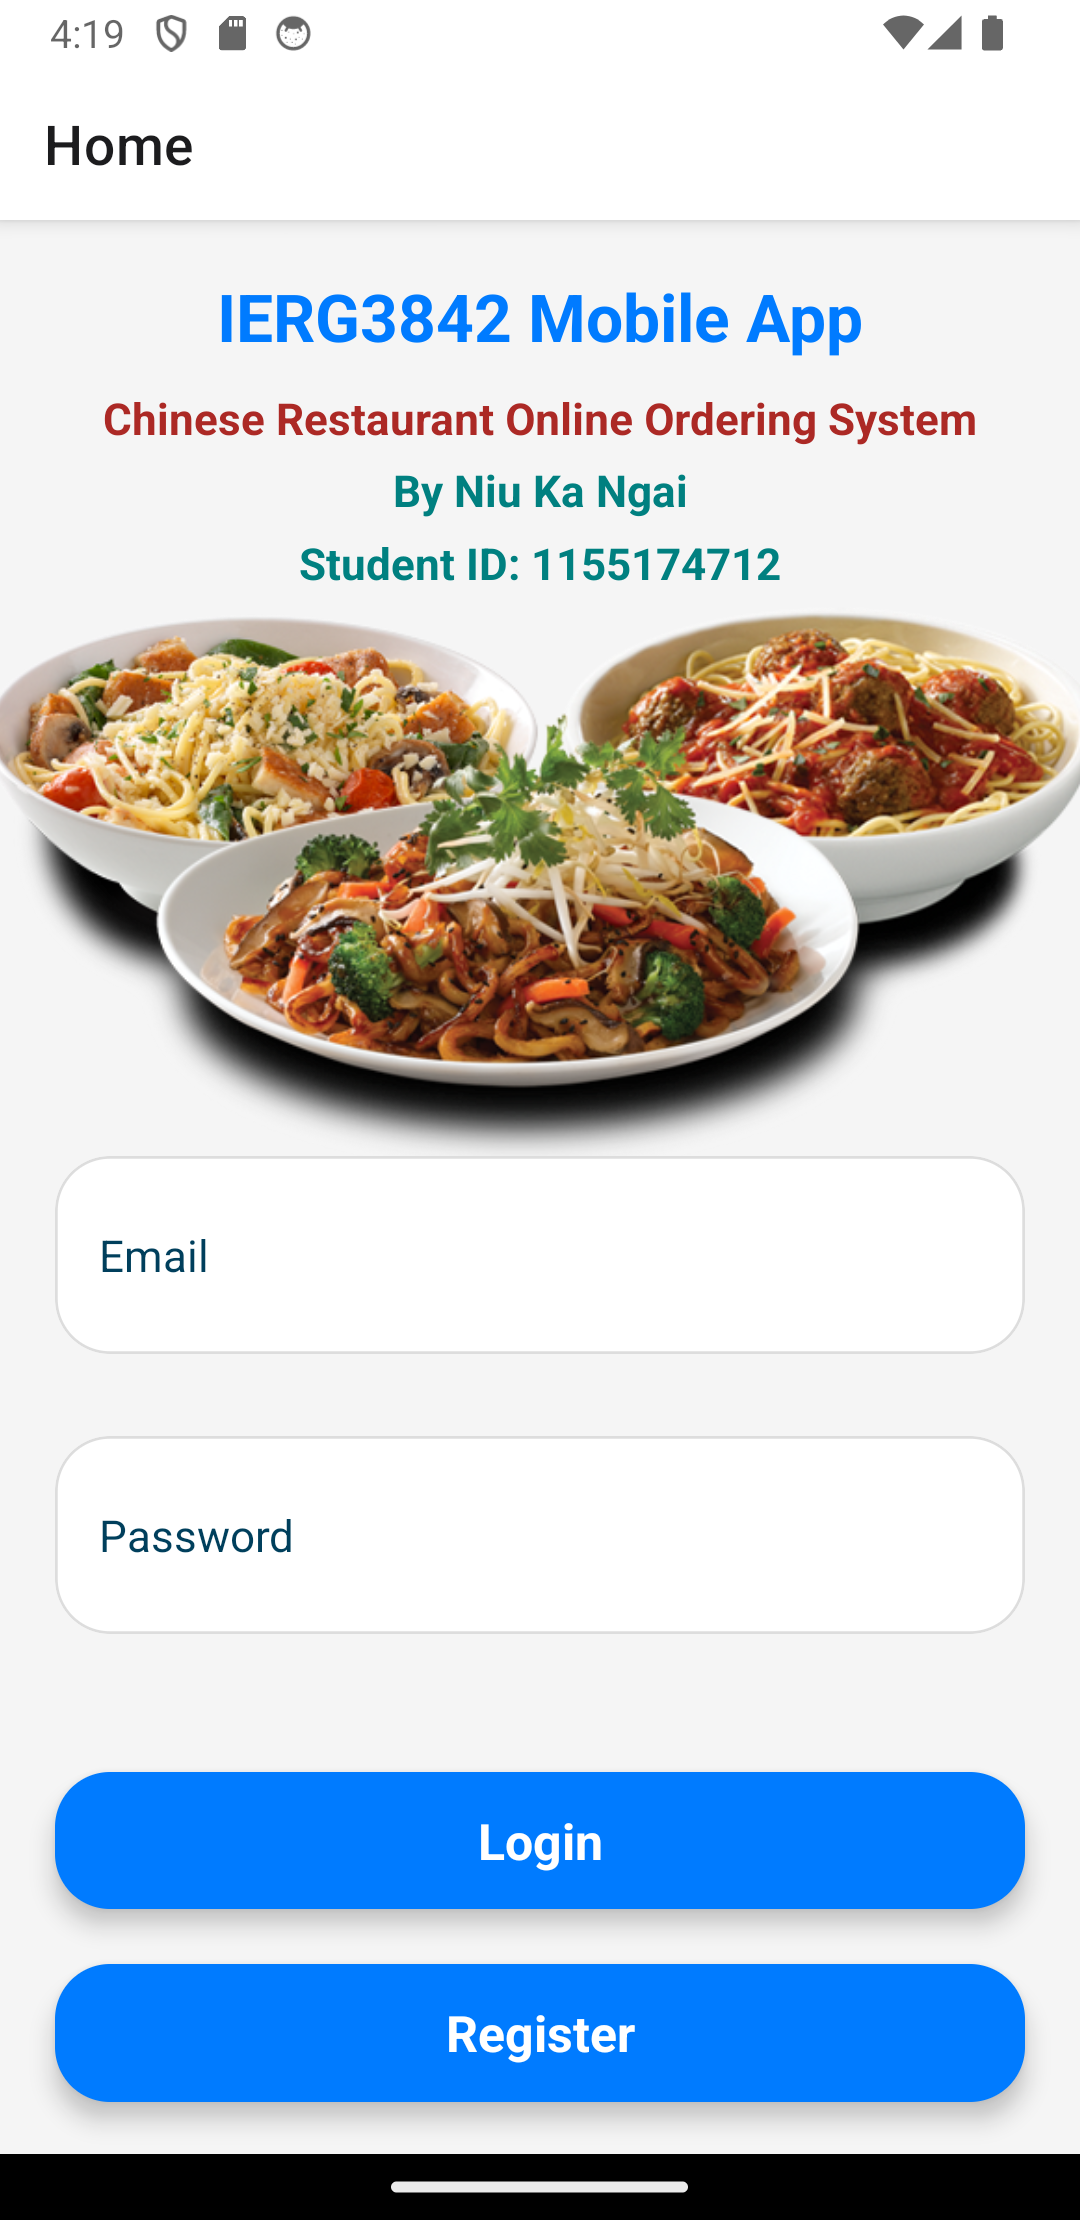 4:19
Home
IERG3842 Mobile App
Chinese Restaurant Online Ordering System
By Niu Ka Ngai
Student ID: 1155174712
Email
Password
Login
Register